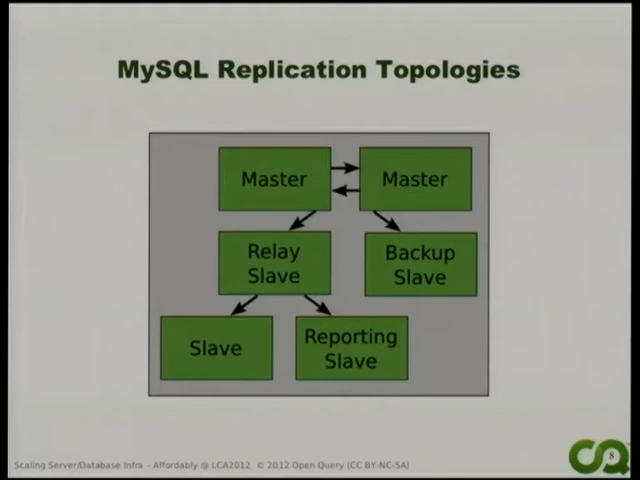 MySQL Replication Topologies
Master
Master
Relay
Slave
Backup
Slave
Slave
Reporting
Slave
Scaling Server/Database Infra – Affordably @ LCA2012 © 2012 Open Query (CC BY-NC-SA)
8